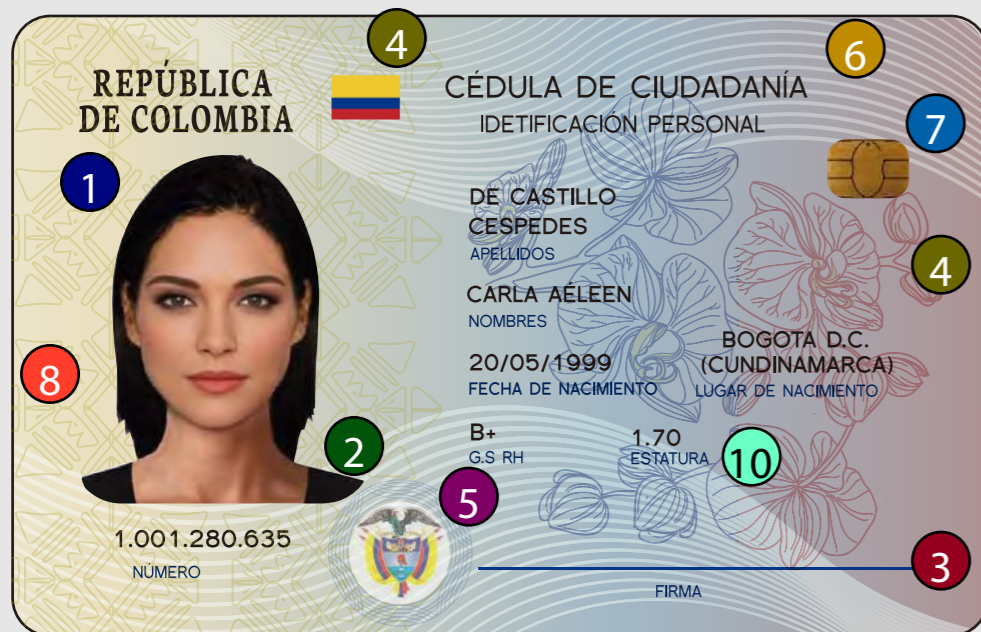 4
6
REPÚBLICA
DE COLOMBIA
CÉDULA DE CIUDADANÍA
IDETIFICACIÓN PERSONAL
7
1
DE CASTILLO
CESPEDES
APELLIDOS
4
CARLA AÉLEEN
NOMBRES
BOGOTA D.C.
(CUNDINAMARCA)
LUGAR DE NACIMIENTO
20/05/1999
FECHA DE NACIMIENTO
8
B+
G.S RH
1.70
ESTATURA
10
2
5
1.001.280.635
NÚMERO
3
FIRMA